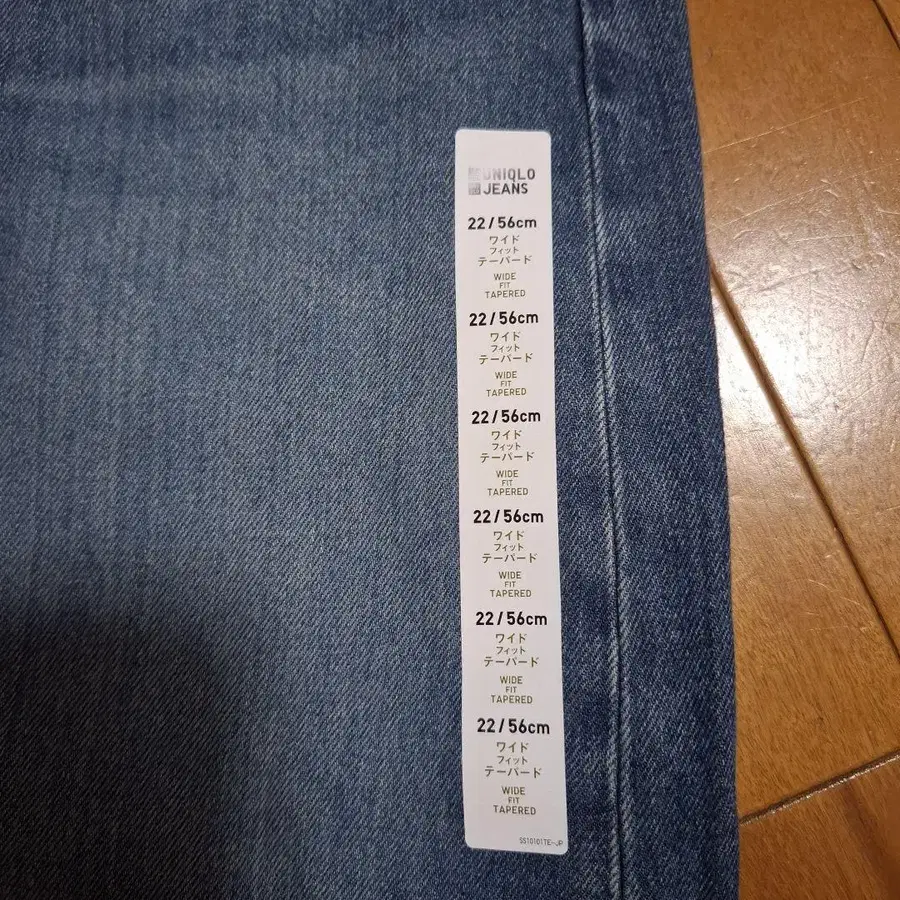 UNIQLO
JEANS
22/56cm
ワイド
フィット
テーパード
WIDE
FIT
TAPERED
22/56cm
ワイド
フィット
テーパード
WIDE
FIT
TAPERED
22/56cm
ワイド
フィット
テーパード
WIDE
FIT
TAPERED
22/56cm
ワイド
フィット
テーパード
WIDE
FIT
TAPERED
22/56cm
ワイド
フィット
テーパード
WIDE
FIT
TAPERED
22/56cm
ワイド
フィット
テーパード
WIDE
FIT
TAPERED
SS10101TE-JP